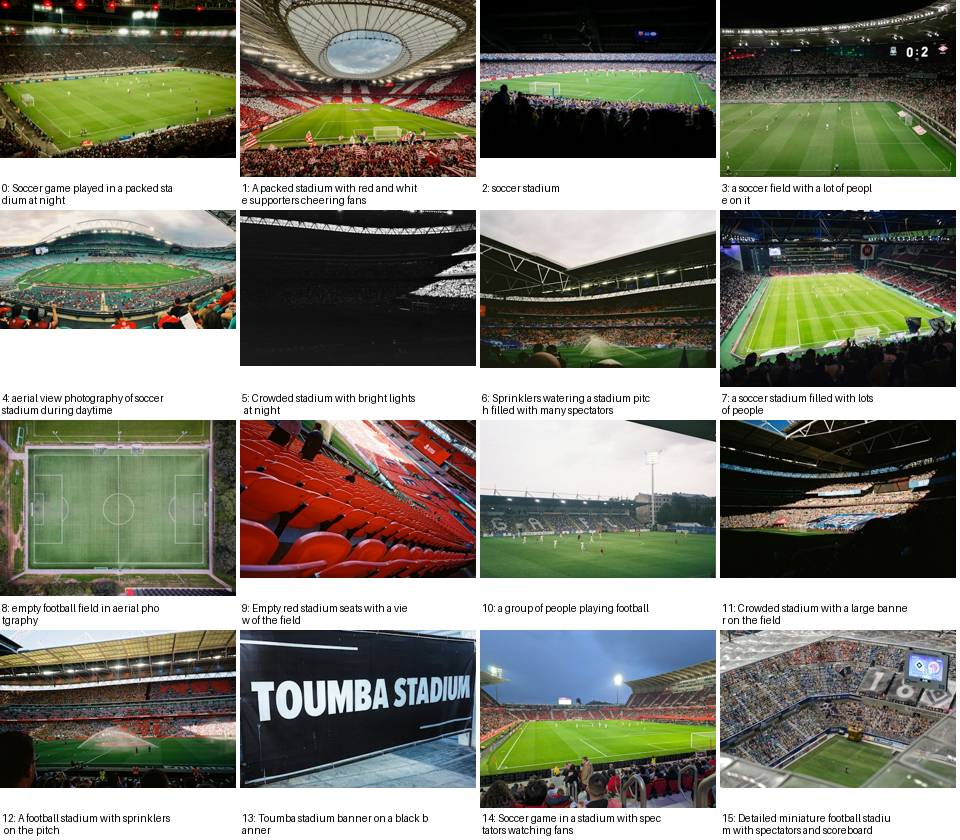 0:2
0: Soccer game played in a packed sta
dium at night
1: A packed stadium with red and whit
e supporters cheering fans
2: soccer stadium
3: a soccer field with a lot of peopl
e on it
4: aerial view photography of soccer
stadium during daytime
5: Crowded stadium with bright lights
at night
6: Sprinklers watering a stadium pitc
h filled with many spectators
7: a soccer stadium filled with lots
of people
8: empty football field in aerial pho
tgraphy
9: Empty red stadium seats with a vie
w of the field
10: a group of people playing football
11: Crowded stadium with a large banne
r on the field
TOUMBA STADIUM
12: A football stadium with sprinklers
on the pitch
13: Toumba stadium banner on a black b
anner
14: Soccer game in a stadium with spec
tators watching fans
15: Detailed miniature football stadiu
m with spectators and scoreboard